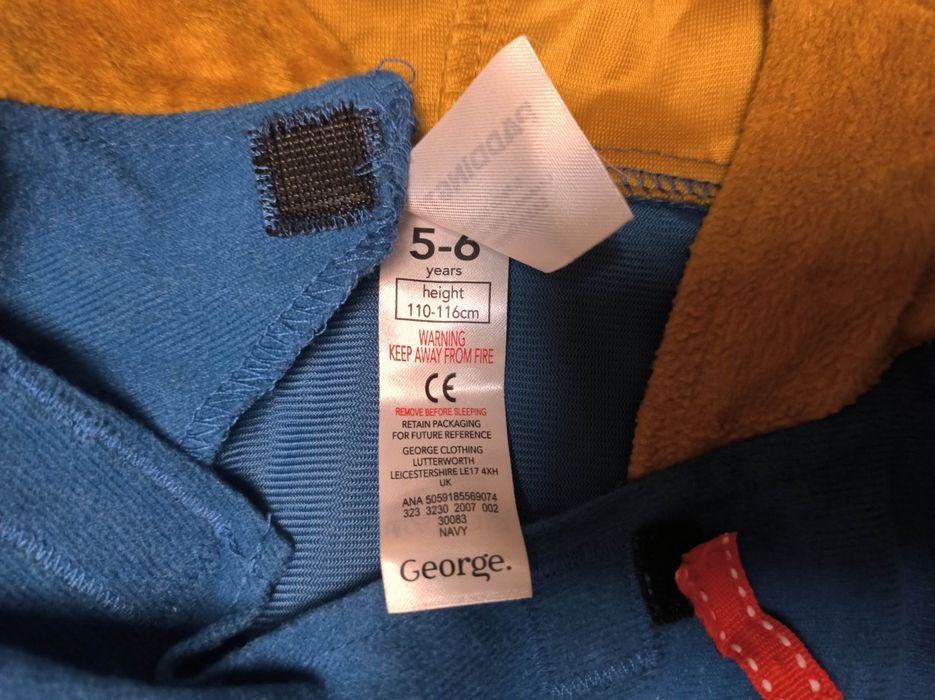 PADDINGTON
5-6
years
height
110-116cm
WARNING
KEEP AWAY FROM FIRE
CE
REMOVE BEFORE SLEEPING
RETAIN PACKAGING
FOR FUTURE REFERENCE
GEORGE CLOTHING
LUTTERWORTH
LEICESTERSHIRE LE17 4XH
UK
ANA 5059185569074
323 3230 2007 002
30083
NAVY
George.